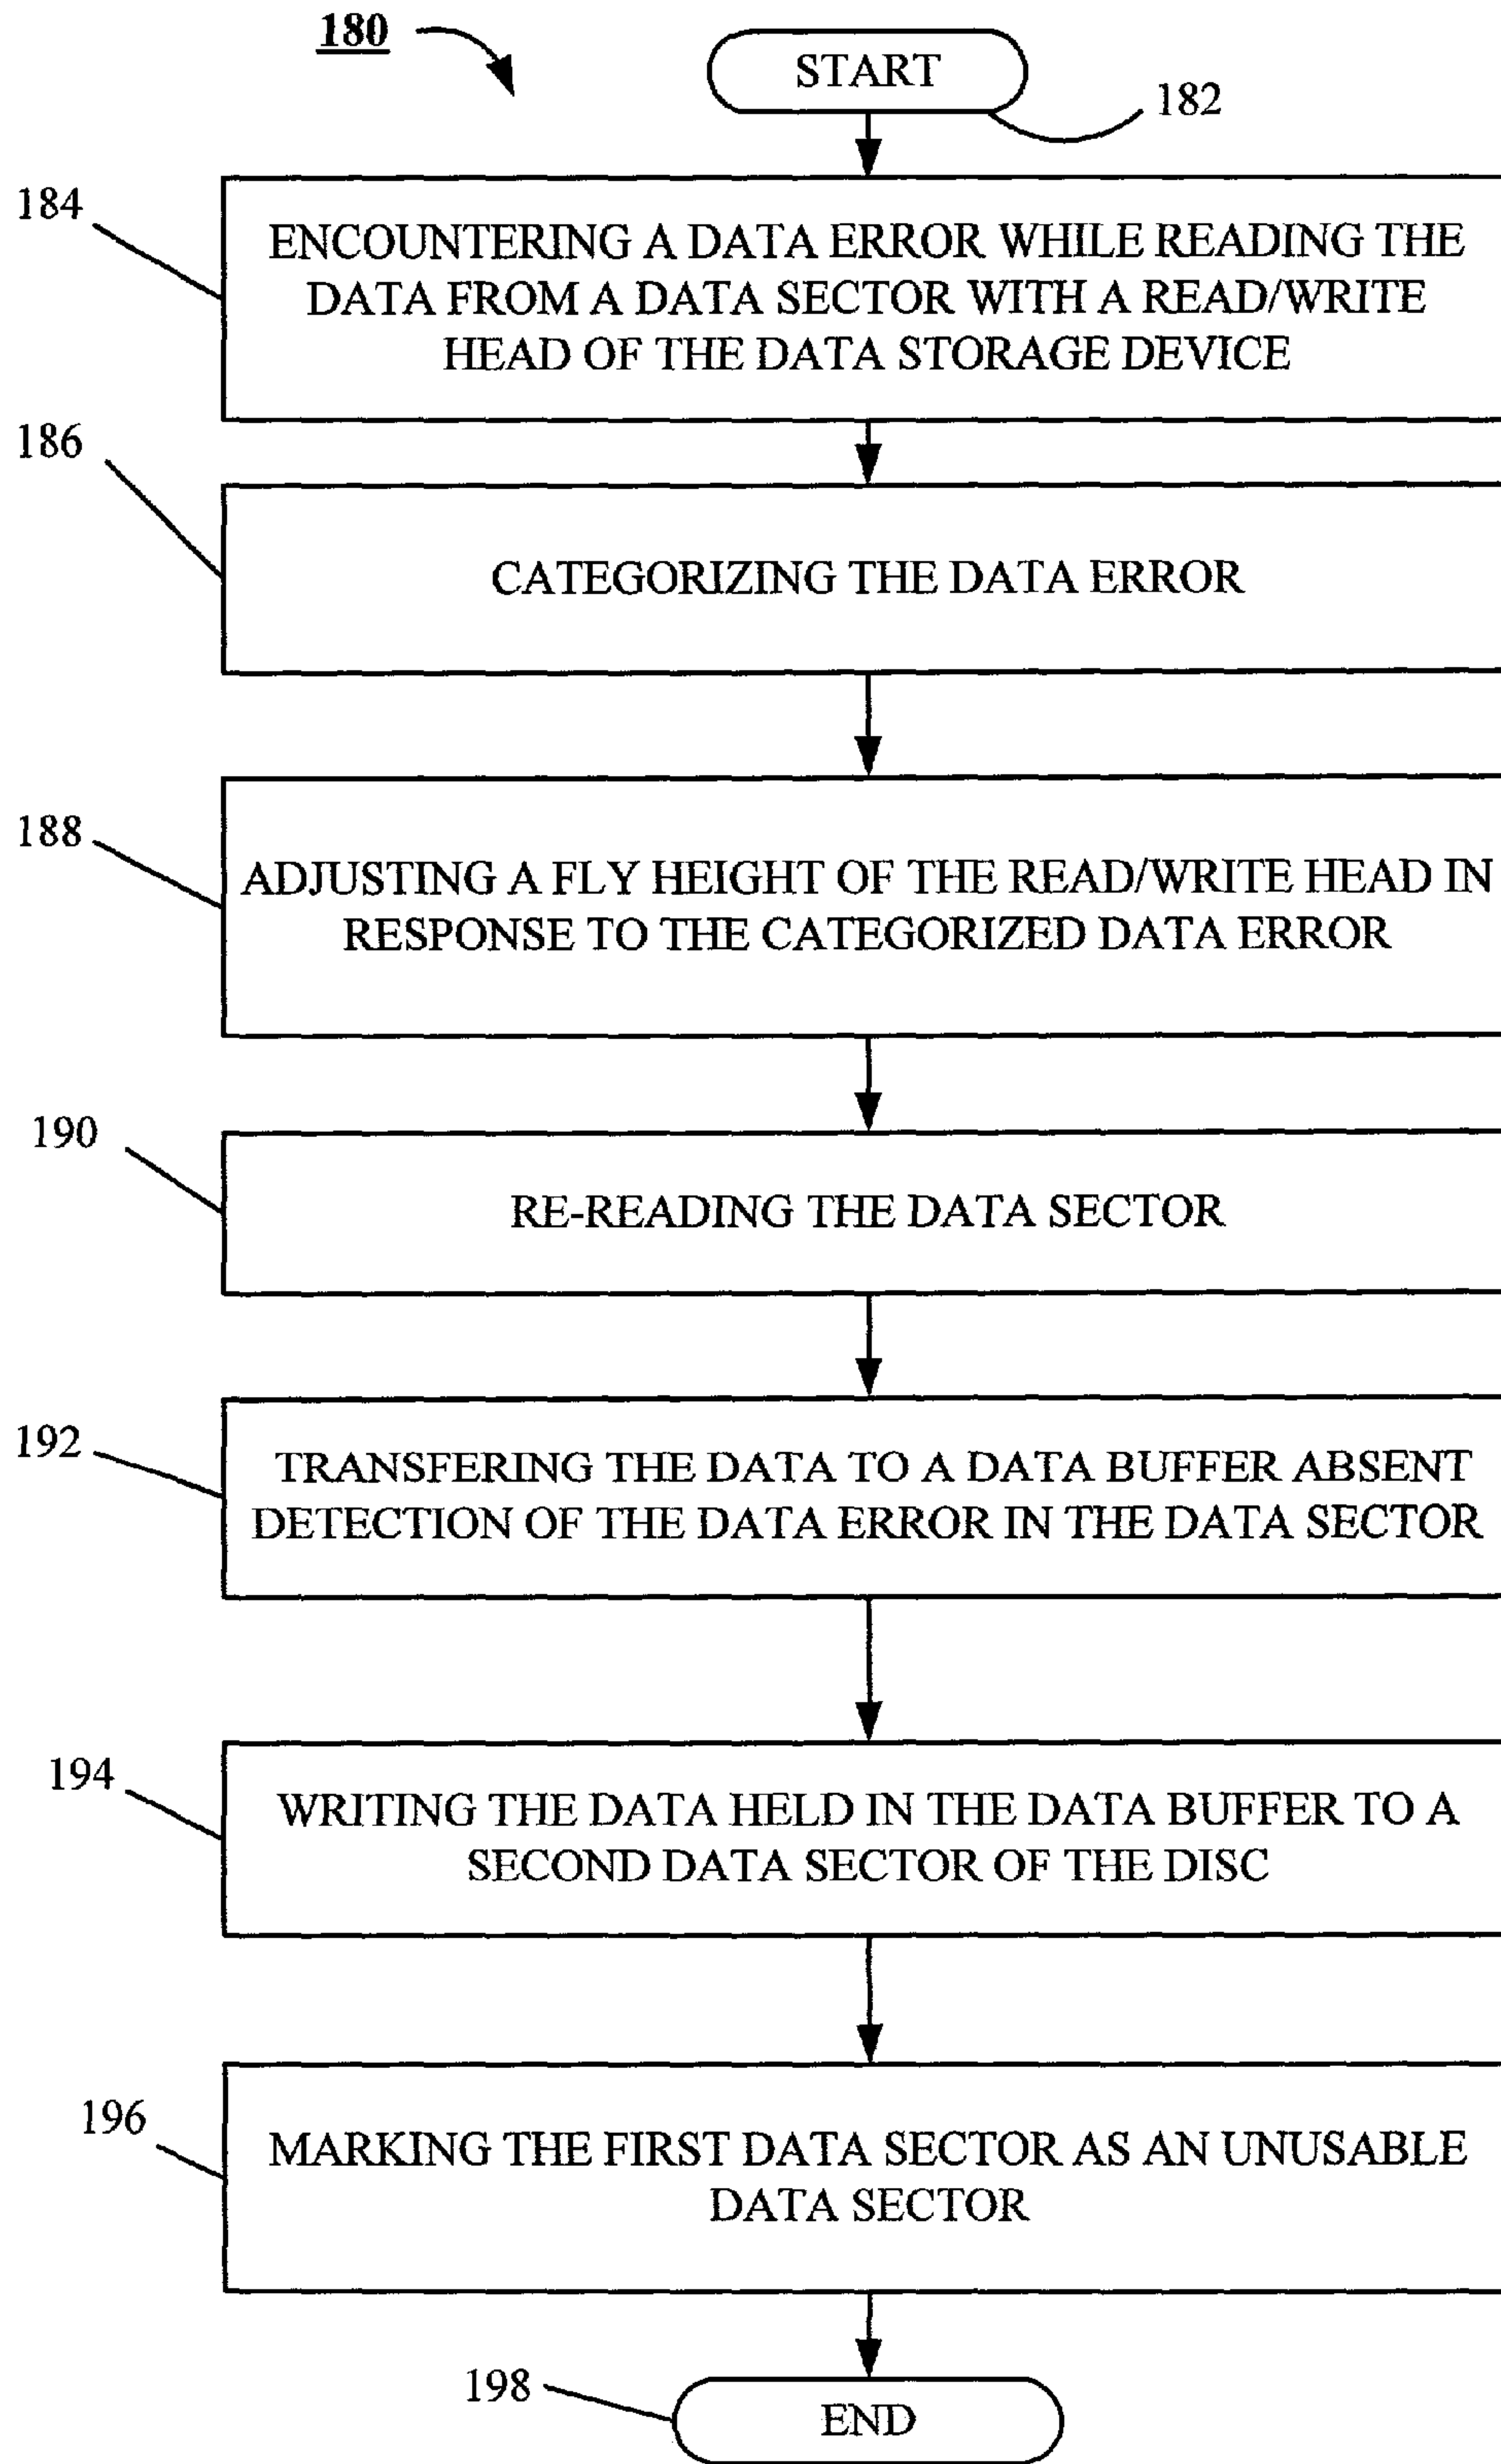 180
START
182
184
ENCOUNTERING A DATA ERROR WHILE READING THE
DATA FROM A DATA SECTOR WITH A READ/WRITE
HEAD OF THE DATA STORAGE DEVICE
186
CATEGORIZING THE DATA ERROR
188
ADJUSTING A FLY HEIGHT OF THE READ/WRITE HEAD IN
RESPONSE TO THE CATEGORIZED DATA ERROR
190
RE-READING THE DATA SECTOR
192
TRANSFERING THE DATA TO A DATA BUFFER ABSENT
DETECTION OF THE DATA ERROR IN THE DATA SECTOR
194
WRITING THE DATA HELD IN THE DATA BUFFER TO A
SECOND DATA SECTOR OF THE DISC
196
MARKING THE FIRST DATA SECTOR AS AN UNUSABLE
DATA SECTOR
198
END